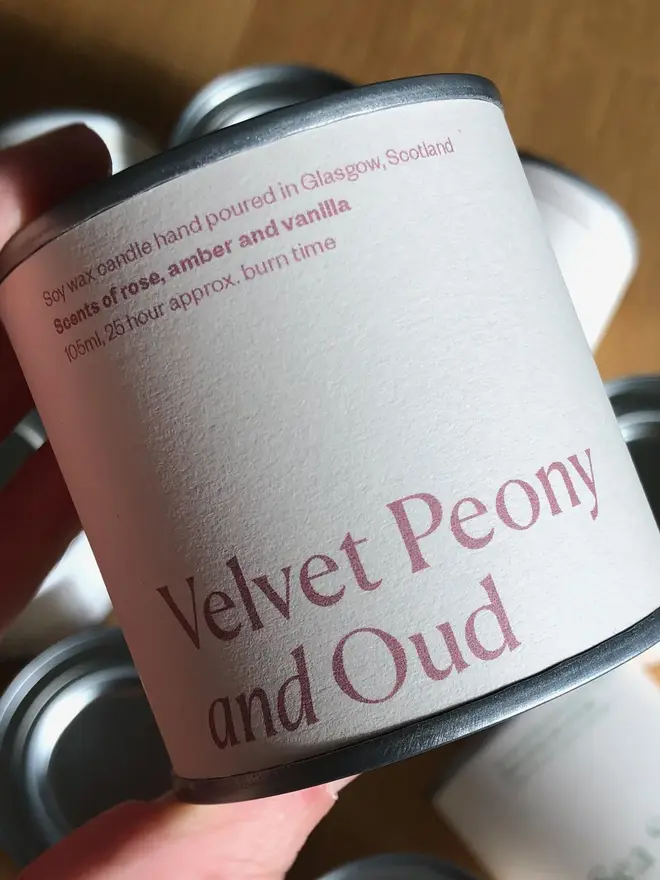 Soy wax candle hand poured in Glasgow, Scotland
Scents of rose, amber and vanilla
105ml, 25 hour approx. burn time
Velvet Peony
and Oud
Sea s